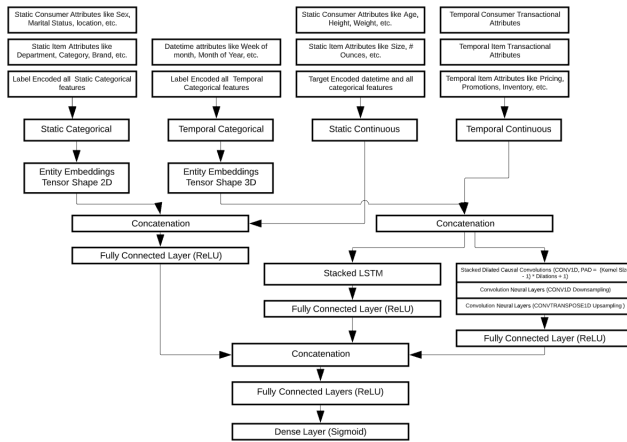 Static Consumer Attributes like Sex,
Marital Status, location, etc.
Static Item Attributes like
Department, Category, Brand, etc.
Label Encoded all Static Categorical
features
Static Categorical
Entity Embeddings
Tensor Shape 2D
Datetime attributes like Week of
month, Month of Year, etc.
Label Encoded all Temporal
Categorical features
Temporal Categorical
Entity Embeddings
Tensor Shape 3D
Static Consumer Attributes like Age,
Height, Weight, etc.
Static Item Attributes like Size, #
Ounces, etc.
Target Encoded datetime and all
categorical features
Static Continuous
Temporal Consumer Transactional
Attributes
Temporal Item Transactional
Attributes
Temporal Item Attributes like Pricing,
Promotions, Inventory, etc.
Temporal Continuous
Concatenation
Concatenation
Fully Connected Layer (ReLU)
Stacked LSTM
Fully Connected Layer (ReLU)
Stacked Dilated Causal Convolutions (CONV1D, PAD = (Kernel Size
- 1) * Dilations + 1)
Convolution Neural Layers (CONV1D Downsampling)
Convolution Neural Layers (CONVTRANSPOSE1D Upsampling )
Fully Connected Layer (ReLU)
Concatenation
Fully Connected Layers (ReLU)
Dense Layer (Sigmoid)